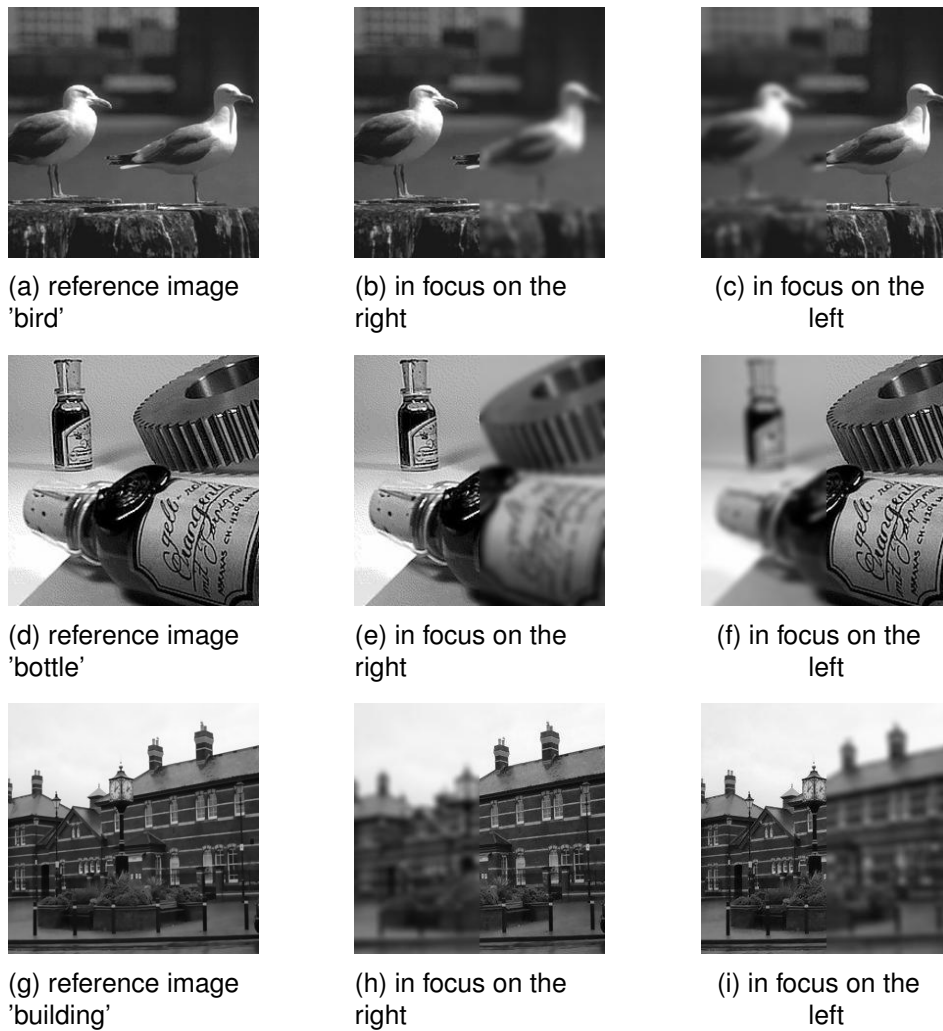 (a) reference image
’bird’
(b) in focus on the
right
(c) in focus on the
left
(d) reference image
’bottle’
(e) in focus on the
right
(f) in focus on the
left
(g) reference image
’building’
(h) in focus on the
right
(i) in focus on the
left